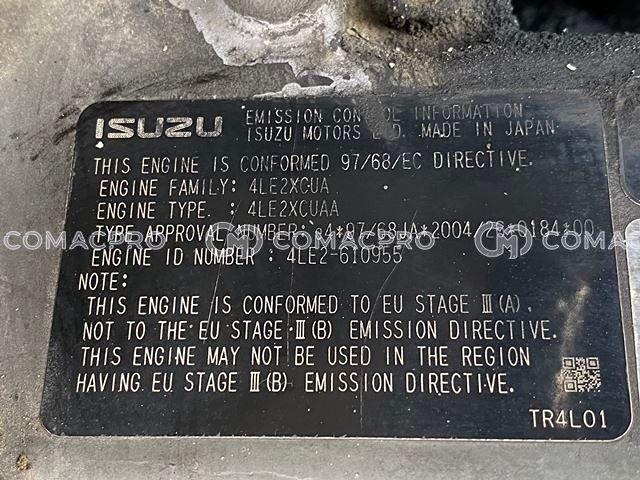 ISUZU EMISSION CONTROL INFORMATION
ISUZU MOTORS LTD. MADE IN JAPAN
THIS ENGINE IS CONFORMED 97/68/EC DIRECTIVE.
ENGINE FAMILY: 4LE2XCUA
ENGINE TYPE. : 4LE2XCUAA
TYPE APPROVAL NUMBER: e4*97/68JA*2004/26*0184*00
COMACPRO CM COMACPRO CM COMACPRO
ENGINE ID NUMBER : 4LE2-610955
NOTE:
THIS ENGINE IS CONFORMED TO EU STAGE Ⅲ(A),
NOT TO THE EU STAGE Ⅲ(B) EMISSION DIRECTIVE.
THIS ENGINE MAY NOT BE USED IN THE REGION
HAVING EU STAGE Ⅲ(B) EMISSION DIRECTIVE.
TR4L01